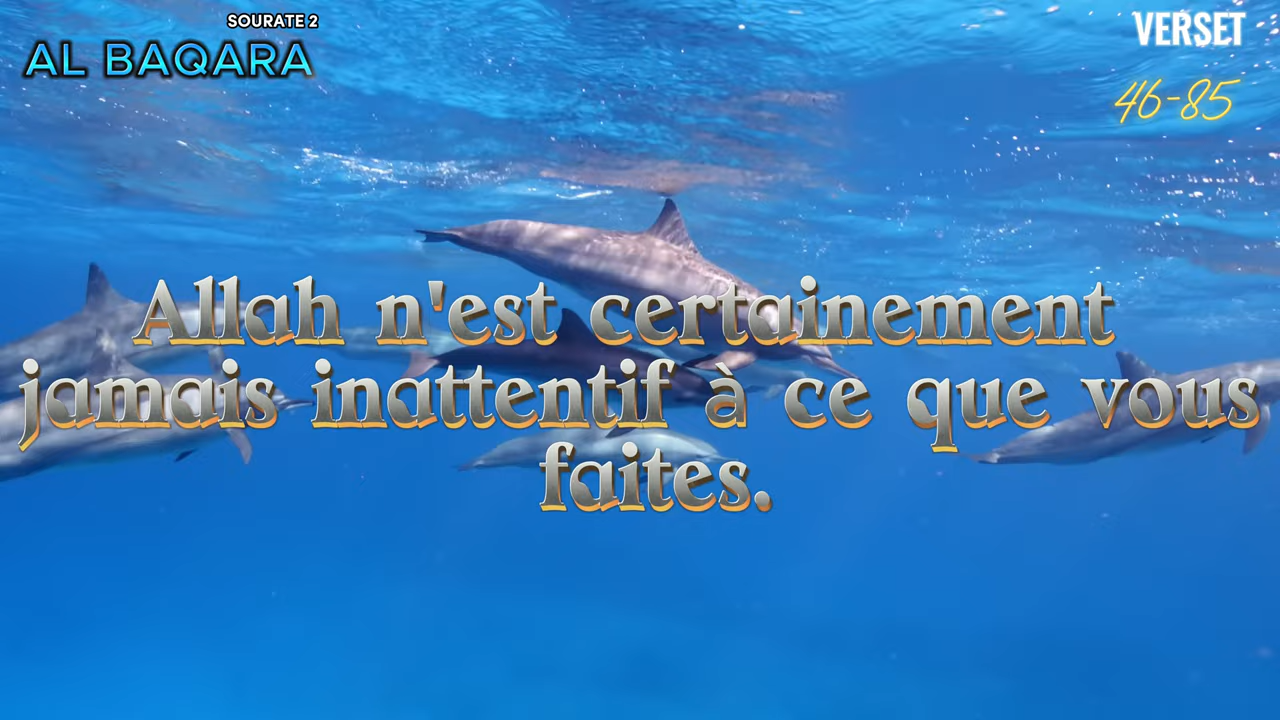 SOURATE 2
AL BAQARA
VERSET
46-85
Allah n'est certainement
jamais inattentif à ce que vous
faites.